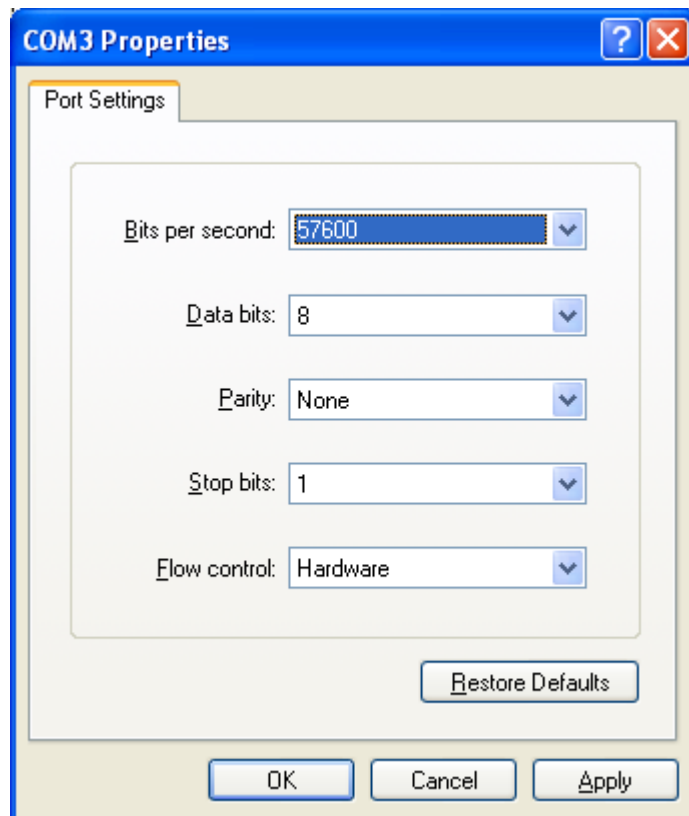 COM3 Properties
Port Settings
Bits per second: 57600
Data bits: 8
Parity: None
Stop bits: 1
Flow control: Hardware
Restore Defaults
OK Cancel Apply